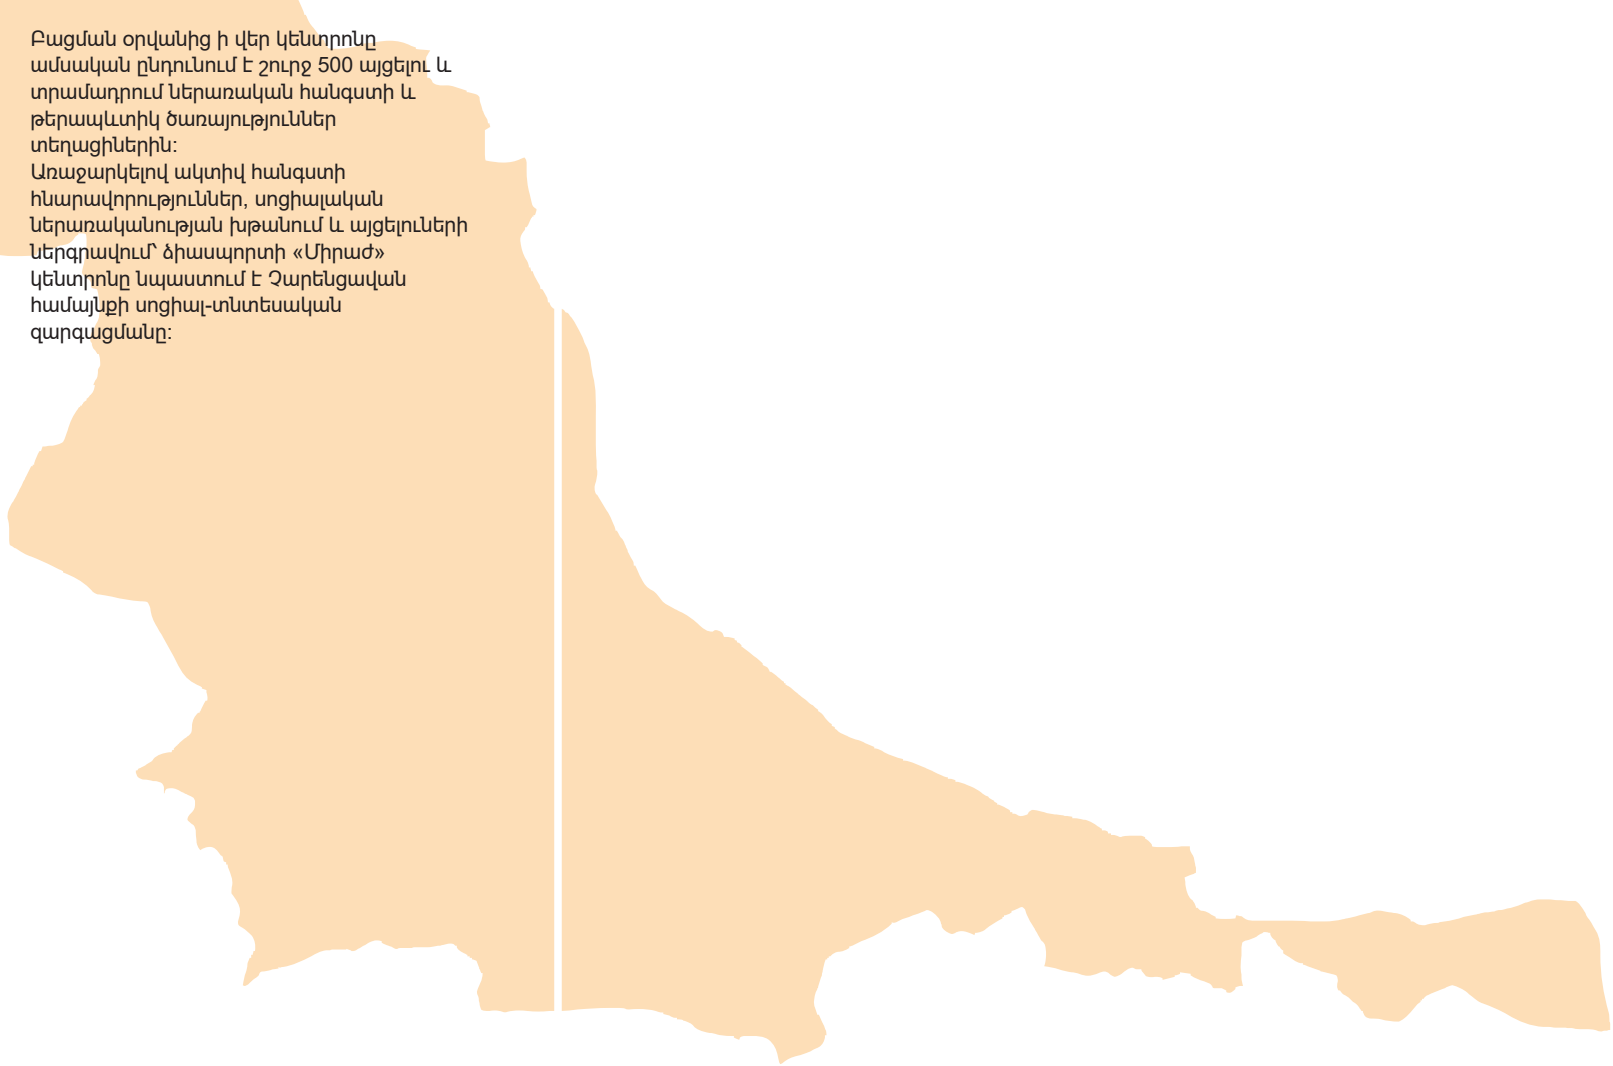 Բացման օրվանից ի վեր կենտրոնը
ամսական ընդունում է շուրջ 500 այցելու և
տրամադրում ներառական հանգստի և
թերապևտիկ ծառայություններ
տեղացիներին:
Առաջարկելով ակտիվ հանգստի
հնարավորություններ, սոցիալական
ներառականության խթանում և այցելուների
ներգրավում՝ ձիասպորտի «Միրաժ»
կենտրոնը նպաստում է Չարենցավան
համայնքի սոցիալ-տնտեսական
զարգացմանը: